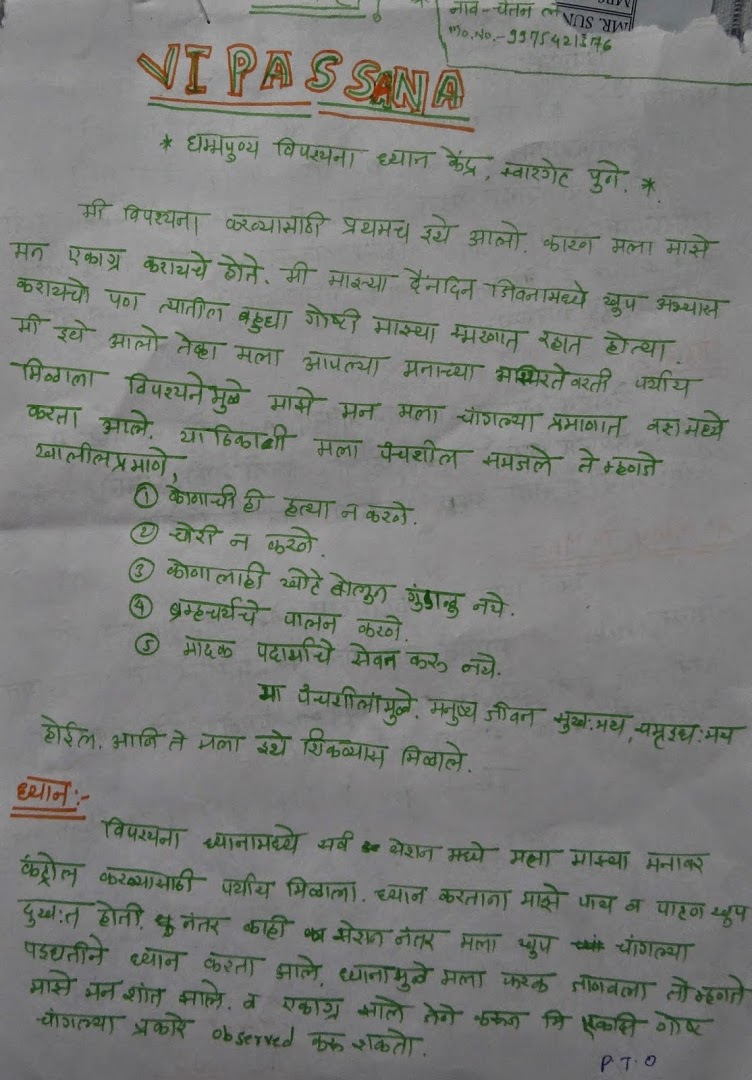 नाव - चेतन
MR. SUN
Mo.No. - 9975421376
VIPASSANA
* धम्मपुण्य विपश्यना ध्यान केंद्र, स्वारगेट पुणे. *
मी विपश्यना करण्यासाठी प्रथमच इथे आलो. कारण मला माझे
मन एकाग्र करायचे होते. मी माझ्या दैनंदिन जिवनामध्ये खुप अभ्यास
करायचो पण त्यातील बहुधा गोष्टी माझ्या स्मरणात रहात होत्या.
मी इथे आलो तेव्हा मला आपल्या मनाच्या अस्थिरतेवरती पर्याय
मिळाला विपश्यनेमुळे माझे मन मला चांगल्या प्रमाणात वशमध्ये
करता आले. याठिकाणी मला पंचशील समजले ते म्हणजे
खालीलप्रमाणे,
① कोणाचीही हत्या न करणे.
② चोरी न करणे.
③ कोणालाही खोटे बोलुन गुंडाळु नये.
④ ब्रम्हचर्यचे पालन करणे.
⑤ मादक पदार्थाचे सेवन करू नये.
या पंचशीलांमुळे. मनुष्य जीवन सुख:मय, समृद्ध:मय
होईल. आणि ते मला इथे शिकण्यास मिळाले.
ध्यान:-
विपश्यना ध्यानामध्ये सर्व सेशन मध्ये मला माझ्या मनावर
कंट्रोल करण्यासाठी पर्याय मिळाला. ध्यान करताना माझे पाय व पाठ खुप
दुख:त होती. नंतर काही सेशन नंतर मला खुप चांगल्या
पद्धतीने ध्यान करता आले. ध्यानामुळे मला फरक जाणवला तो म्हणजे
माझे मन शांत झाले. व एकाग्र झाले तेणे करून मि एकादी गोष्ट
चांगल्या प्रकारे observed करू शकतो.
P.T.O